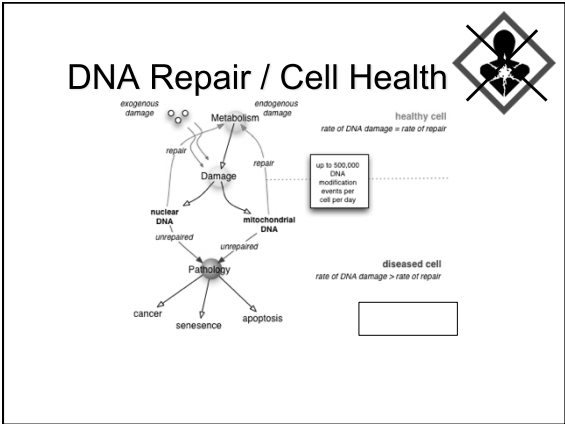 DNA Repair / Cell Health
exogenous
damage
endogenous
damage
Metabolism
healthy cell
rate of DNA damage = rate of repair
repair
repair
Damage
up to 500,000
DNA
modification
events per
cell per day
nuclear
DNA
mitochondrial
DNA
unrepaired
unrepaired
Pathology
diseased cell
rate of DNA damage > rate of repair
cancer
senesence
apoptosis